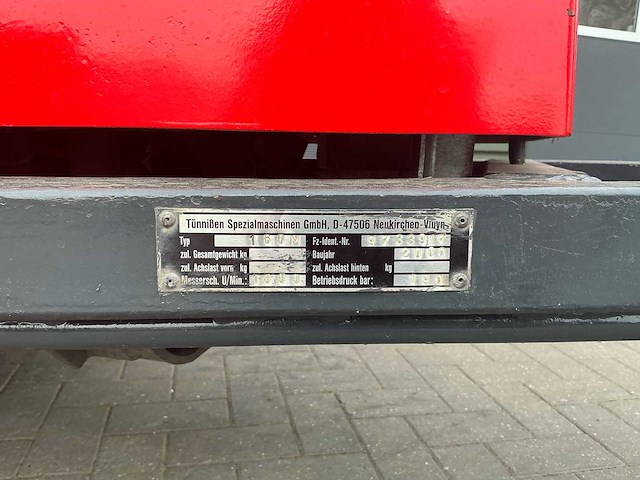 Tünnißen Spezialmaschinen GmbH, D-47506 Neukirchen-Vluyn
Typ Fz-Ident.-Nr.
zul. Gesamtgewicht kg Baujahr 2000
zul. Achslast vorn kg zul. Achslast hinten kg
Messersch. U/Min.: Betriebsdruck bar: